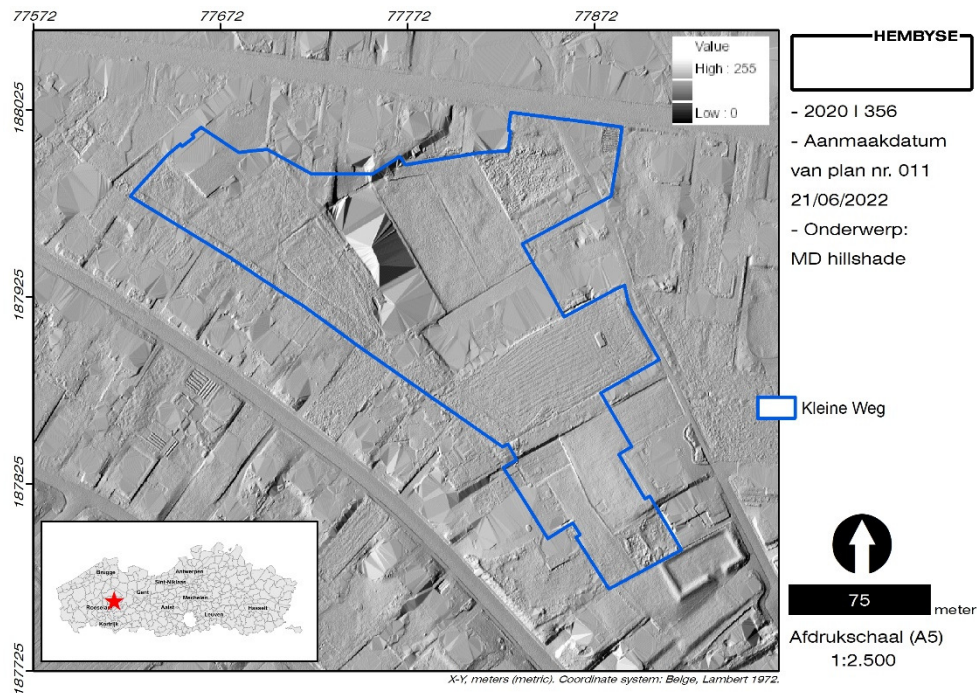 77572
77672
77772
77872
188025
187925
187825
187725
Value
High : 255
Low : 0
HEMBYSE
- 2020 I 356
- Aanmaakdatum
van plan nr. 011
21/06/2022
- Onderwerp:
MD hillshade
Kleine Weg
75
meter
Afdrukschaal (A5)
1:2.500
Brugge
Antwerpen
Sint-Niklaas
Gent
Mechelen
Roeselare
Aalst
Leuven
Hasselt
Kortrijk
X-Y, meters (metric). Coordinate system: Belge, Lambert 1972.